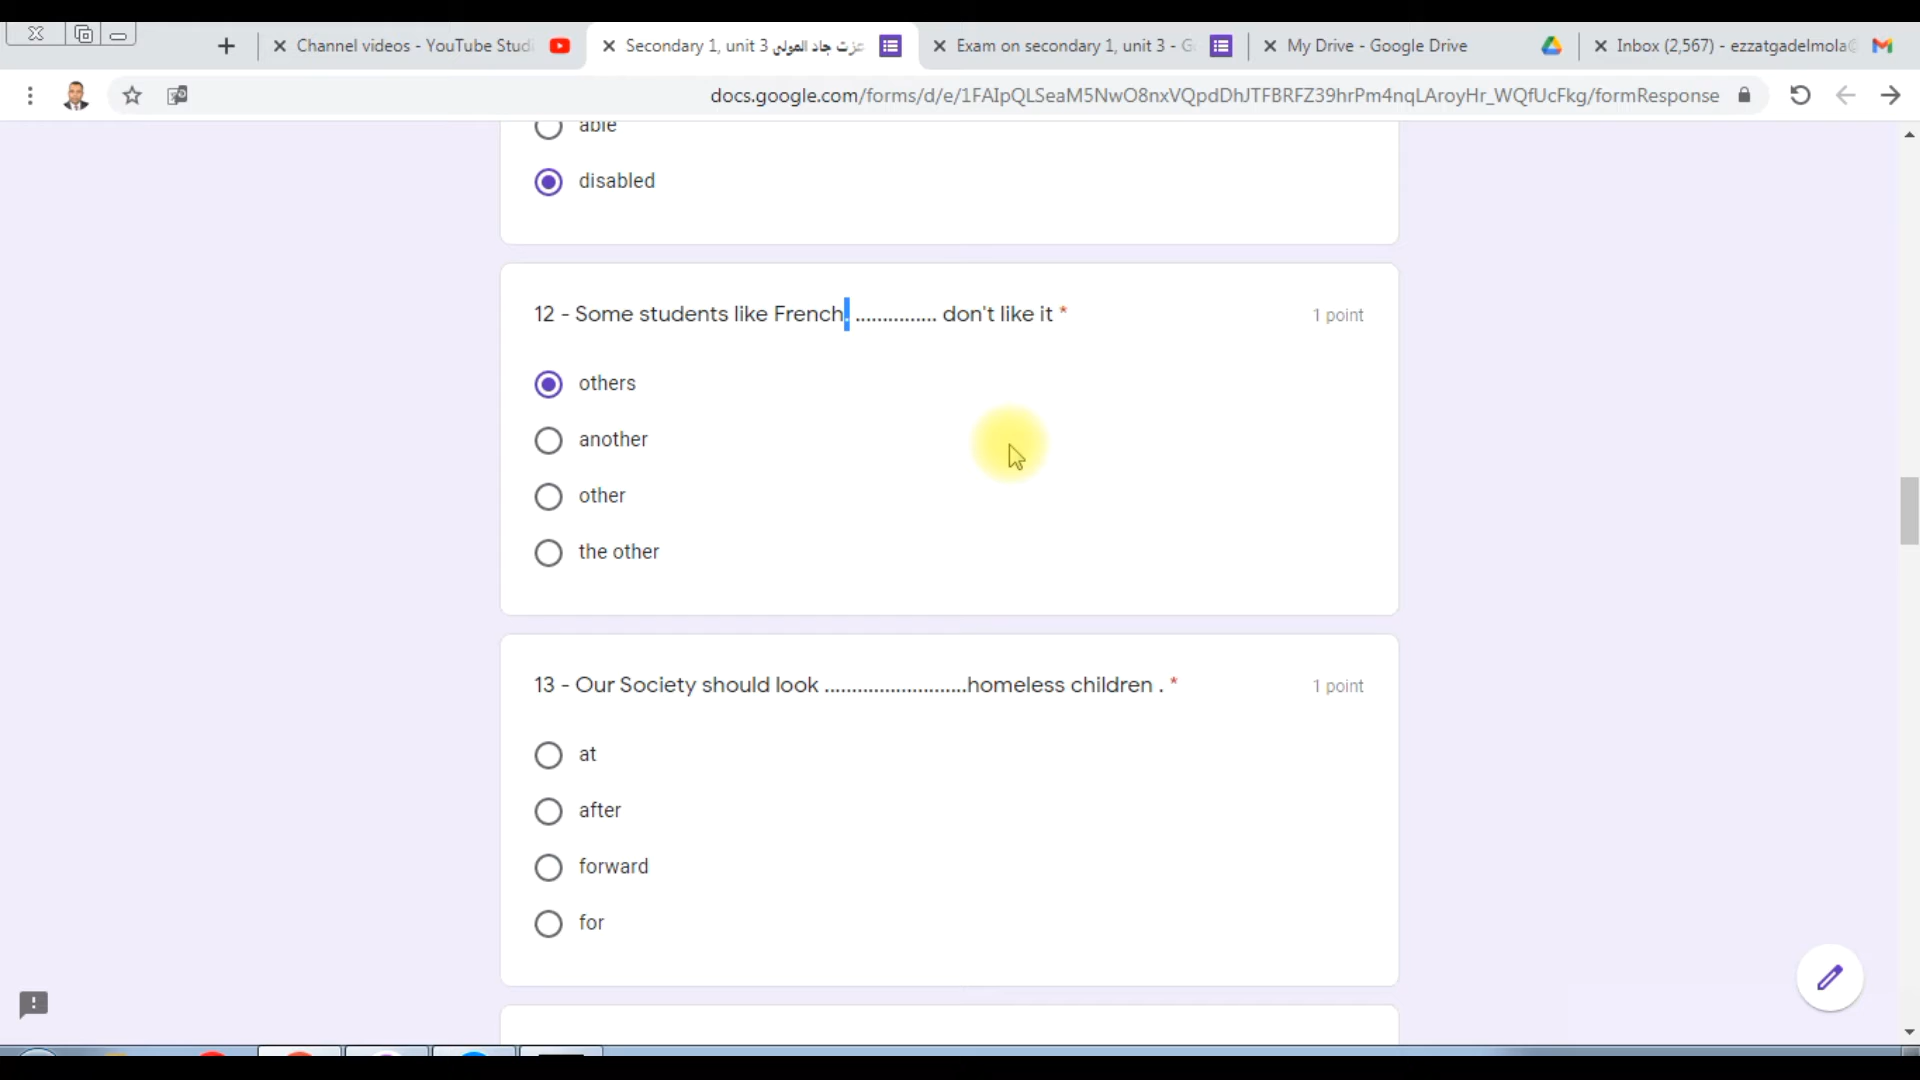 Channel videos - YouTube Studi
Secondary 1, unit 3 عزت جاد المولى
Exam on secondary 1, unit 3 - G
My Drive - Google Drive
Inbox (2,567) - ezzatgadelmola@
docs.google.com/forms/d/e/1FAIpQLSeaM5NwO8nxVQpdDhJTFBRFZ39hrPm4nqLAroyHr_WQfUcFkg/formResponse
able
disabled
12 - Some students like French. ............... don't like it *
1 point
others
another
other
the other
13 - Our Society should look ..........................homeless children . *
1 point
at
after
forward
for